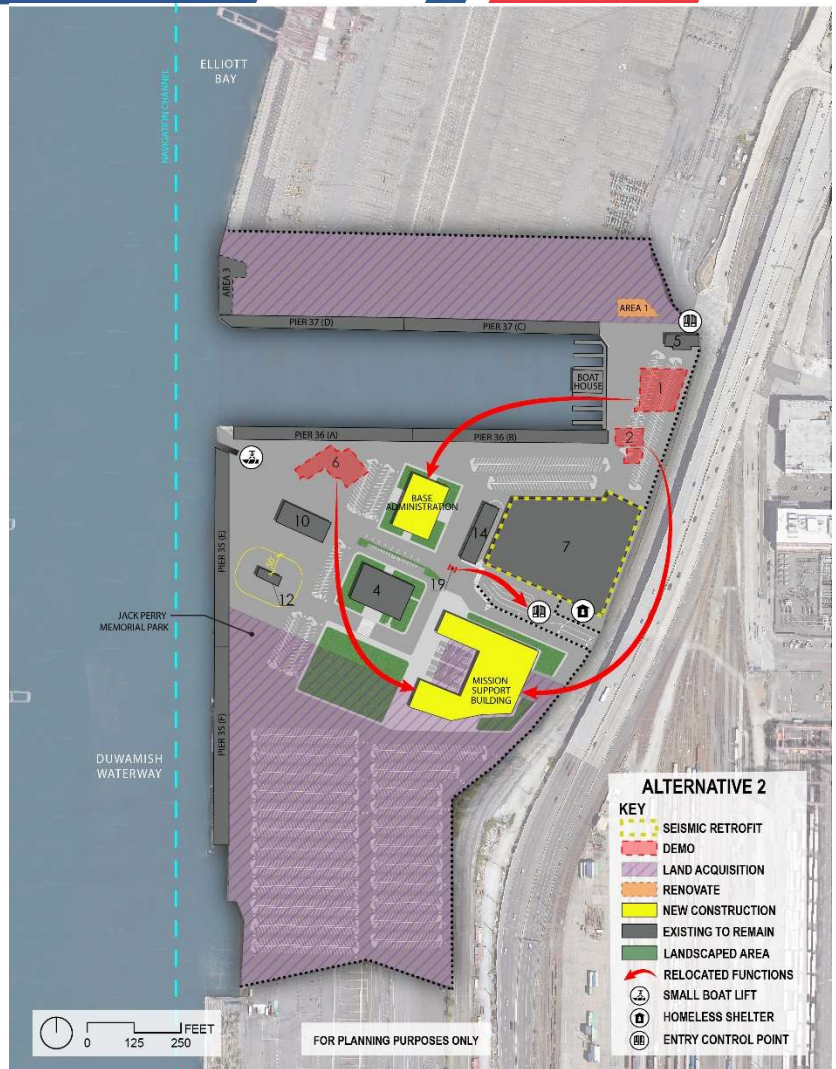 ELLIOTT
BAY
NAVIGATION CHANNEL
AREA 3
AREA 1
PIER 37 (D)
PIER 37 (C)
5
BOAT
HOUSE
1
2
PIER 36 (A)
PIER 36 (B)
6
BASE
ADMINISTRATION
10
14
7
PIER 35 (E)
50'
12
4
19
JACK PERRY
MEMORIAL PARK
MISSION
SUPPORT
BUILDING
PIER 35 (F)
DUWAMISH
WATERWAY
ALTERNATIVE 2
KEY
SEISMIC RETROFIT
DEMO
LAND ACQUISITION
RENOVATE
NEW CONSTRUCTION
EXISTING TO REMAIN
LANDSCAPED AREA
RELOCATED FUNCTIONS
SMALL BOAT LIFT
HOMELESS SHELTER
ENTRY CONTROL POINT
FEET
0 125 250
FOR PLANNING PURPOSES ONLY